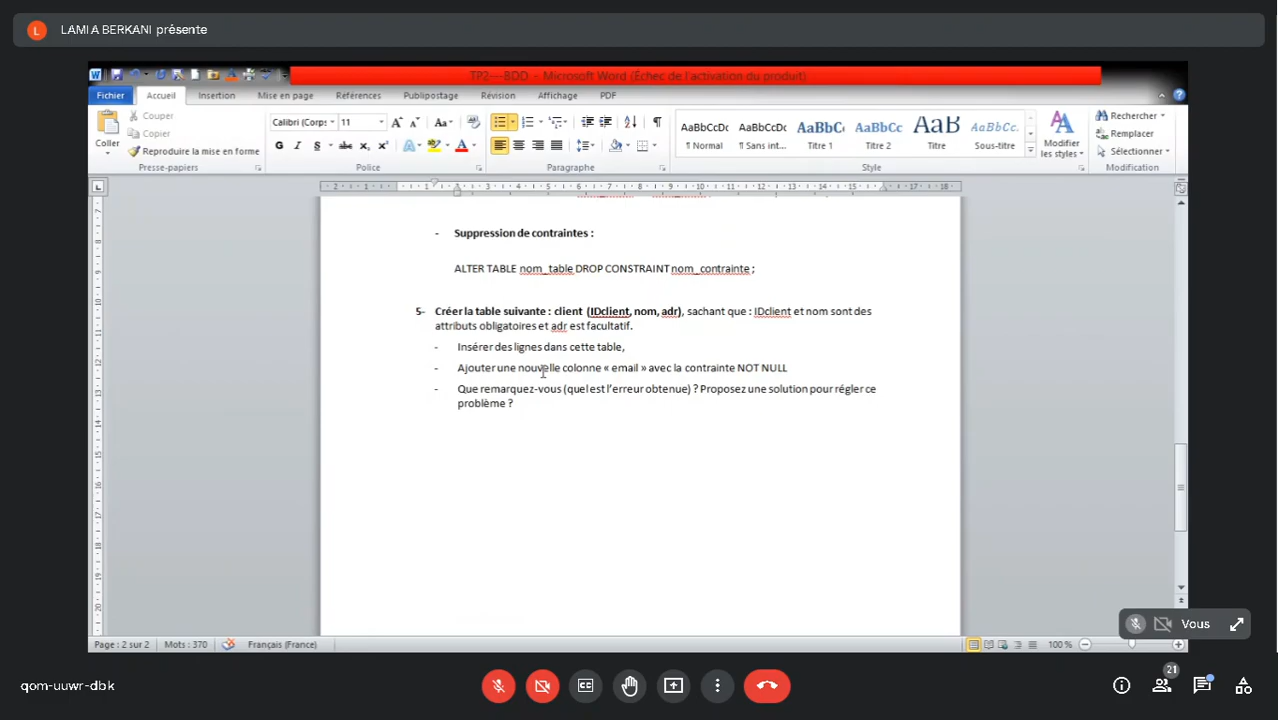 L LAMIA BERKANI présente
TP2---BDD - Microsoft Word (Échec de l'activation du produit)
Fichier Accueil Insertion Mise en page Références Publipostage Révision Affichage PDF
Coller
Couper
Copier
Reproduire la mise en forme
Presse-papiers
Calibri (Corps 11
Police
Paragraphe
AaBbCcDc AaBbCcDc AaBbC AaBbCc AaB AaBbCc.
¶ Normal ¶ Sans int... Titre 1 Titre 2 Titre Sous-titre
Modifier les styles
Style
Rechercher
Remplacer
Sélectionner
Modification
- Suppression de contraintes :
ALTER TABLE nom_table DROP CONSTRAINT nom_contrainte ;
5- Créer la table suivante : client (IDclient, nom, adr), sachant que : IDclient et nom sont des
attributs obligatoires et adr est facultatif.
- Insérer des lignes dans cette table,
- Ajouter une nouvelle colonne « email » avec la contrainte NOT NULL
- Que remarquez-vous (quel est l'erreur obtenue) ? Proposez une solution pour régler ce
problème ?
Vous
Page : 2 sur 2 Mots : 370 Français (France) 100 %
qom-uuwr-dbk
21